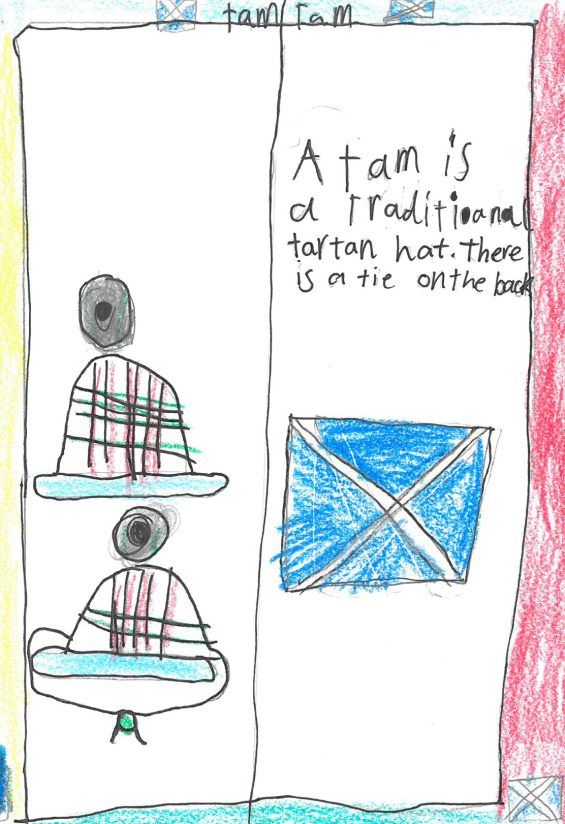 tam Tam
A tam is
a Traditioanal
tartan hat. There
is a tie on the back